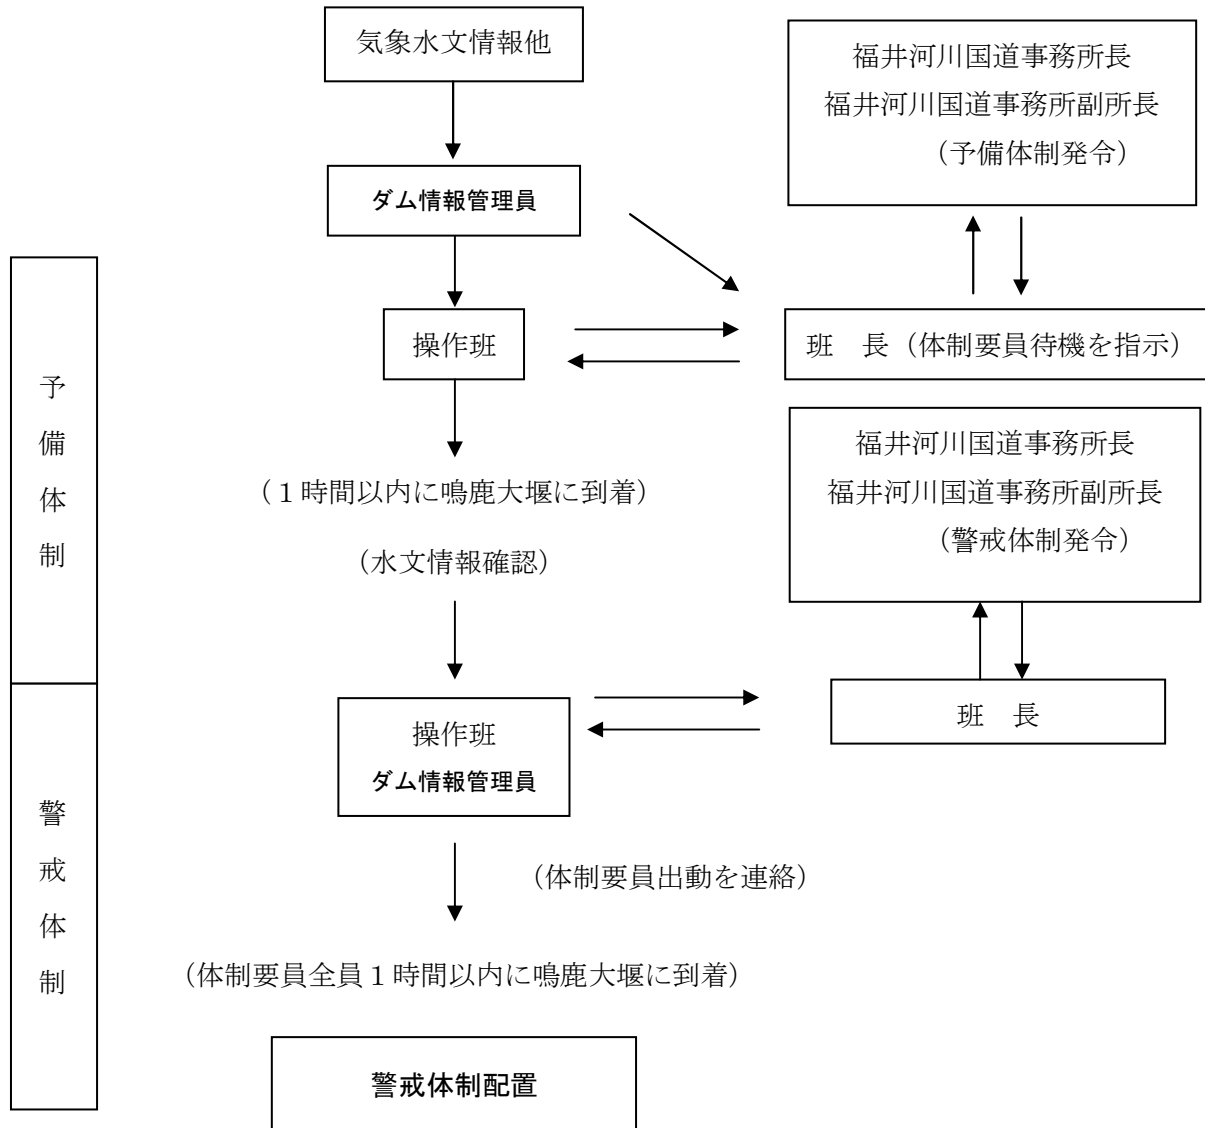 気象水文情報他
福井河川国道事務所長
福井河川国道事務所副所長
（予備体制発令）
ダム情報管理員
予備体制
操作班
班　長（体制要員待機を指示）
（１時間以内に鳴鹿大堰に到着）
（水文情報確認）
福井河川国道事務所長
福井河川国道事務所副所長
（警戒体制発令）
警戒体制
操作班
ダム情報管理員
班　長
（体制要員出動を連絡）
（体制要員全員１時間以内に鳴鹿大堰に到着）
警戒体制配置